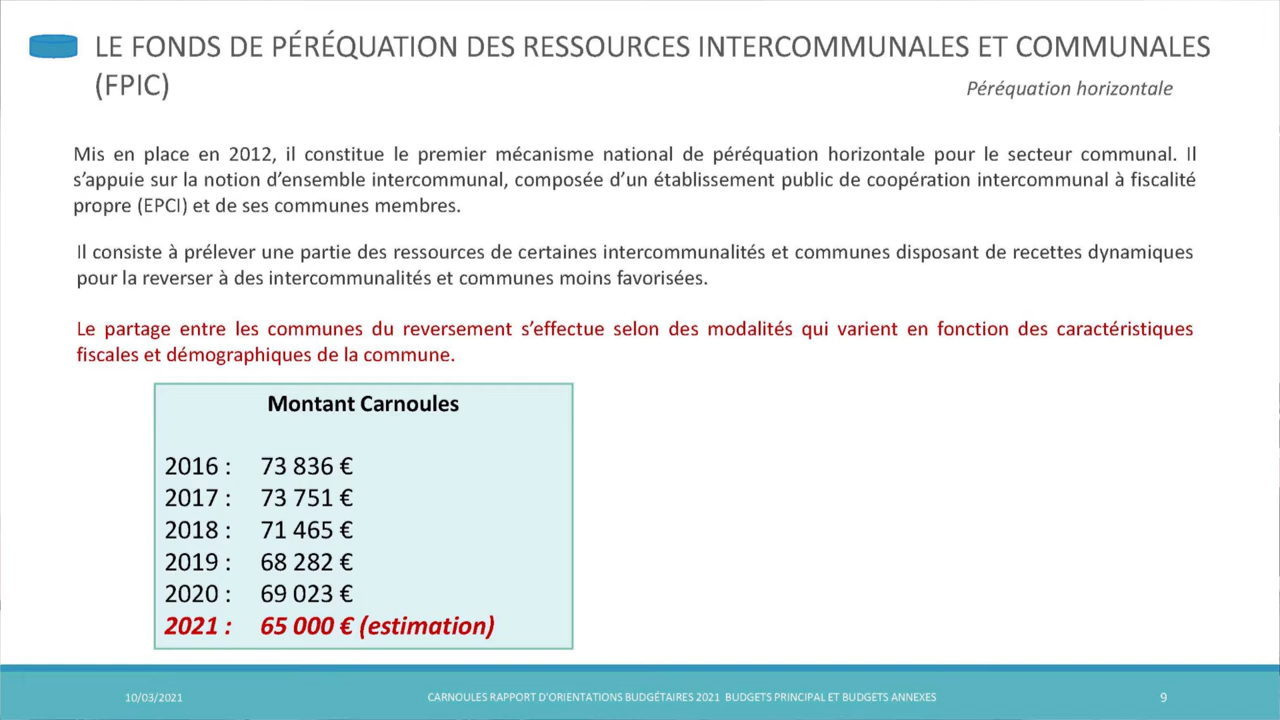 LE FONDS DE PÉRÉQUATION DES RESSOURCES INTERCOMMUNALES ET COMMUNALES
(FPIC)
Péréquation horizontale
Mis en place en 2012, il constitue le premier mécanisme national de péréquation horizontale pour le secteur communal. Il
s’appuie sur la notion d’ensemble intercommunal, composée d’un établissement public de coopération intercommunal à fiscalité
propre (EPCI) et de ses communes membres.
Il consiste à prélever une partie des ressources de certaines intercommunalités et communes disposant de recettes dynamiques
pour la reverser à des intercommunalités et communes moins favorisées.
Le partage entre les communes du reversement s’effectue selon des modalités qui varient en fonction des caractéristiques
fiscales et démographiques de la commune.
Montant Carnoules
2016 : 73 836 €
2017 : 73 751 €
2018 : 71 465 €
2019 : 68 282 €
2020 : 69 023 €
2021 : 65 000 € (estimation)
10/03/2021
CARNOULES RAPPORT D'ORIENTATIONS BUDGÉTAIRES 2021 BUDGETS PRINCIPAL ET BUDGETS ANNEXES
9